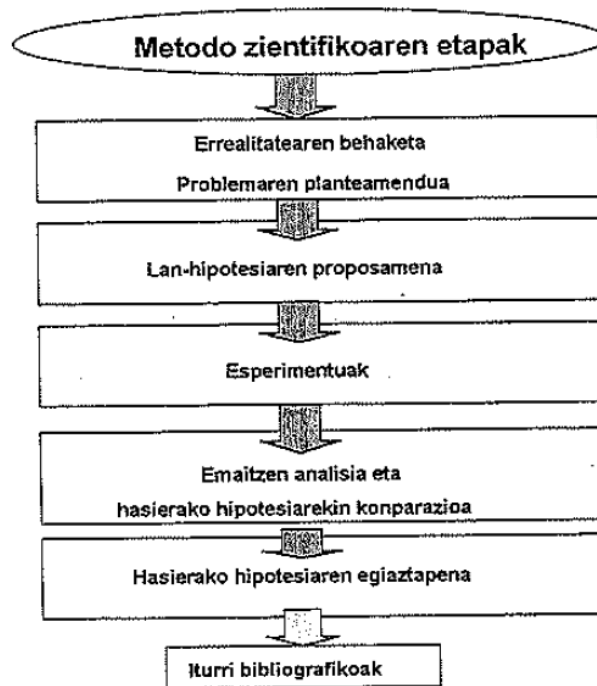 Metodo zientifikoaren etapak
Errealitatearen behaketa
Problemaren planteamendua
Lan-hipotesiaren proposamena
Esperimentuak
Emaitzen analisia eta
hasierako hipotesiarekin konparazioa
Hasierako hipotesiaren egiaztapena
Iturri bibliografikoak